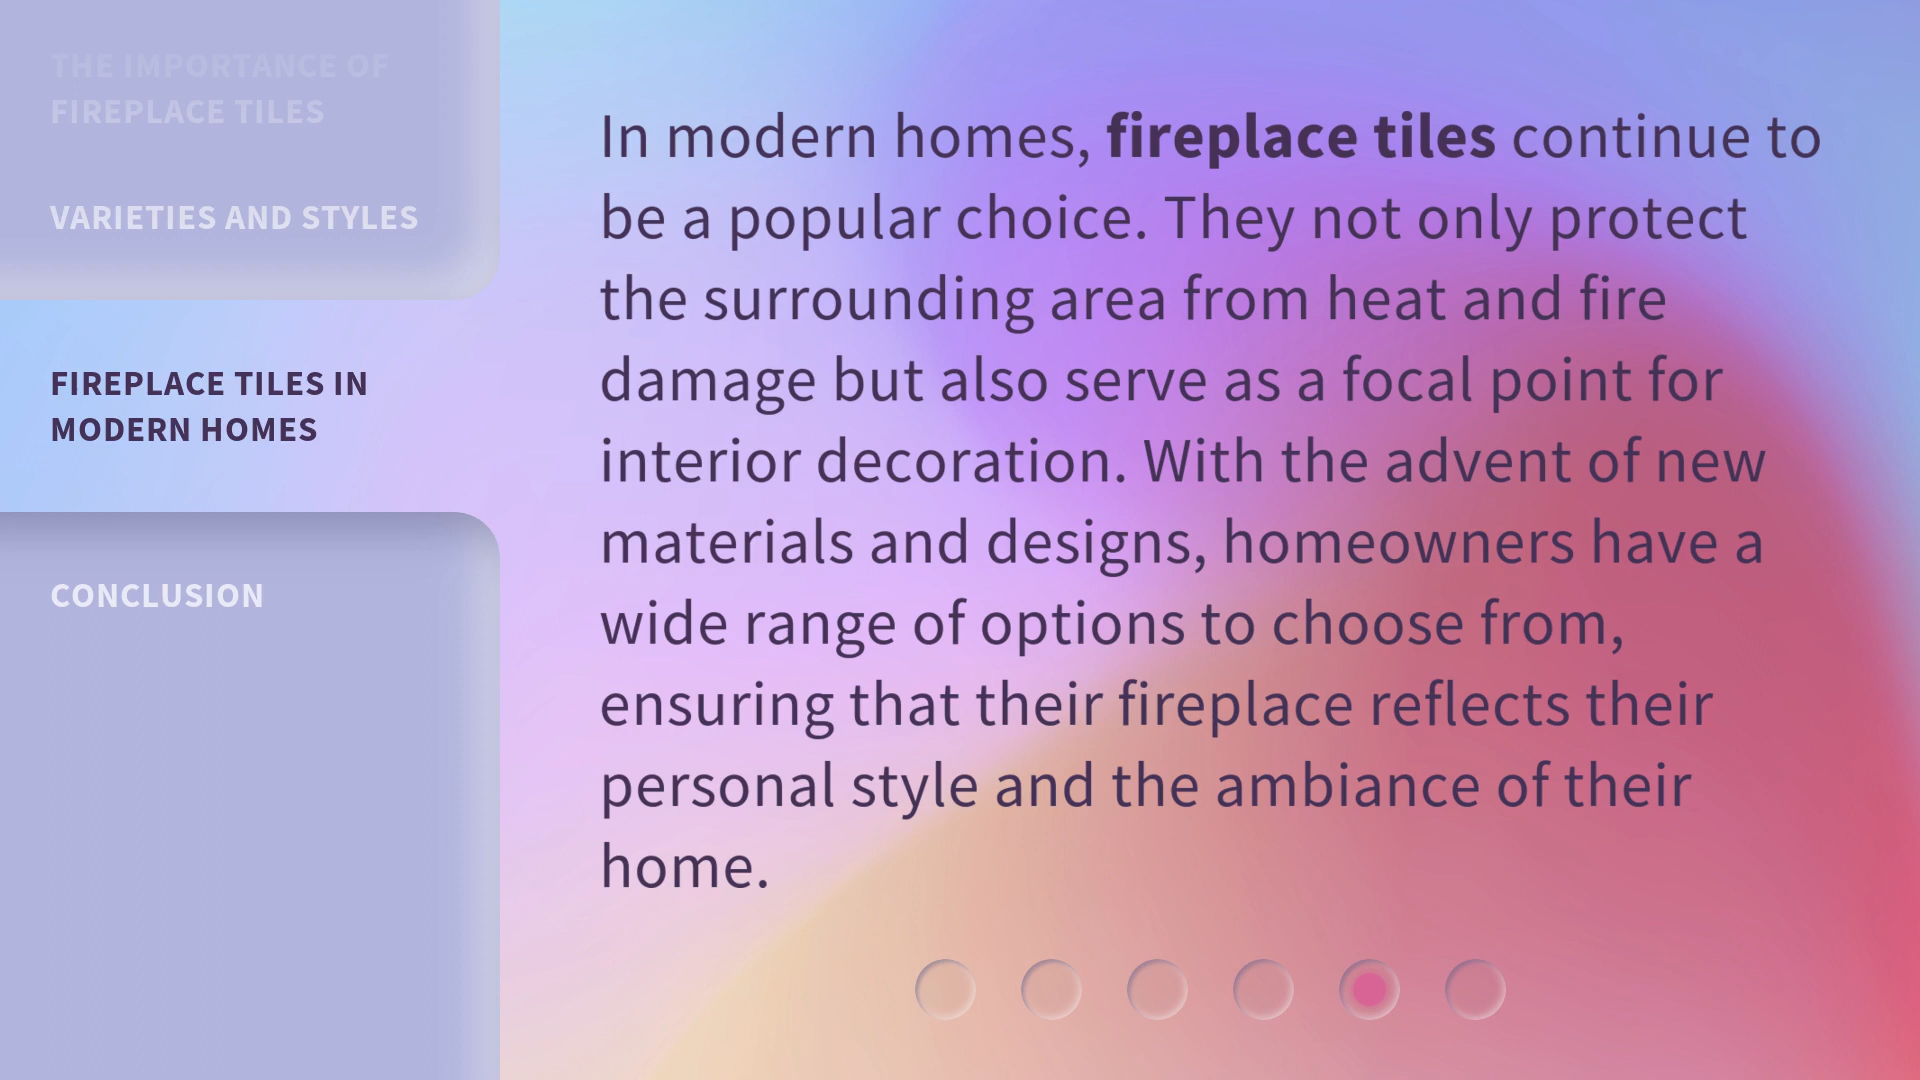 THE IMPORTANCE OF
FIREPLACE TILES
VARIETIES AND STYLES
FIREPLACE TILES IN
MODERN HOMES
CONCLUSION
In modern homes, fireplace tiles continue to
be a popular choice. They not only protect
the surrounding area from heat and fire
damage but also serve as a focal point for
interior decoration. With the advent of new
materials and designs, homeowners have a
wide range of options to choose from,
ensuring that their fireplace reflects their
personal style and the ambiance of their
home.